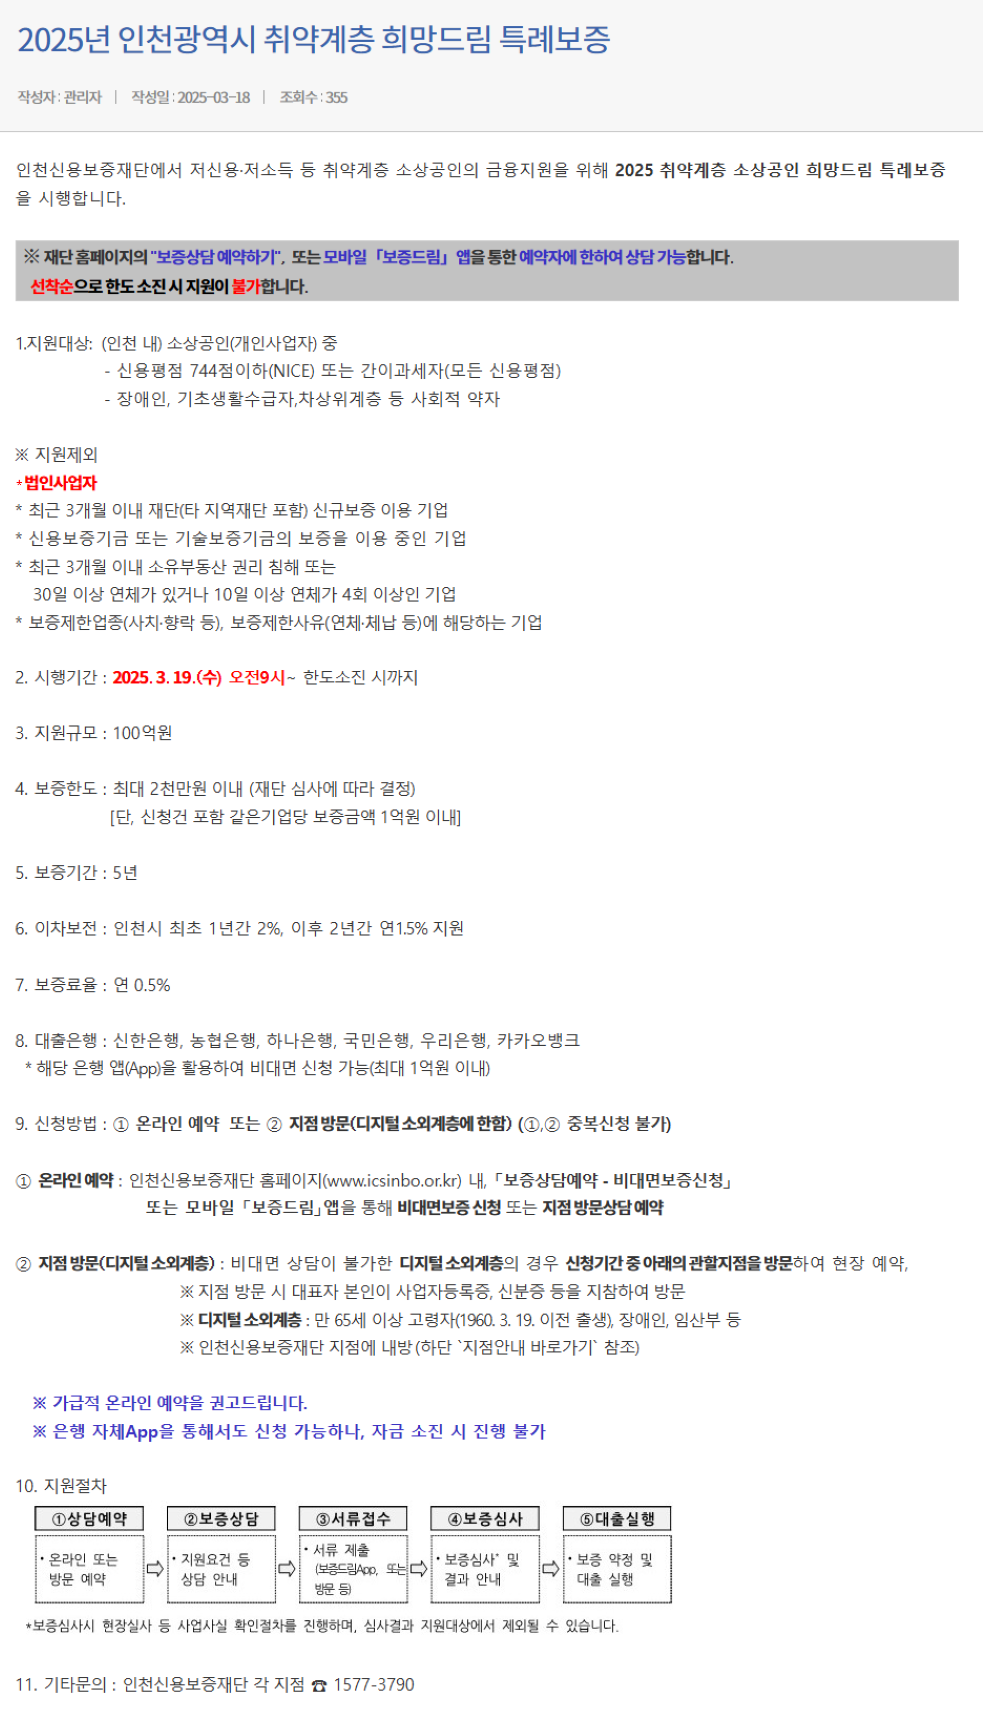 2025년 인천광역시 취약계층 희망드림 특례보증
작성자 : 관리자 | 작성일 : 2025-03-18 | 조회수 : 355
인천신용보증재단에서 저신용·저소득 등 취약계층 소상공인의 금융지원을 위해 2025 취약계층 소상공인 희망드림 특례보증
을 시행합니다.
※ 재단 홈페이지의 "보증상담 예약하기", 또는 모바일「보증드림」앱을 통한 예약자에 한하여 상담 가능합니다.
선착순으로 한도 소진 시 지원이 불가합니다.
1.지원대상: (인천 내) 소상공인(개인사업자) 중
- 신용평점 744점이하(NICE) 또는 간이과세자(모든 신용평점)
- 장애인, 기초생활수급자,차상위계층 등 사회적 약자
※ 지원제외
*법인사업자
* 최근 3개월 이내 재단(타 지역재단 포함) 신규보증 이용 기업
* 신용보증기금 또는 기술보증기금의 보증을 이용 중인 기업
* 최근 3개월 이내 소유부동산 권리 침해 또는
30일 이상 연체가 있거나 10일 이상 연체가 4회 이상인 기업
* 보증제한업종(사치·향락 등), 보증제한사유(연체·체납 등)에 해당하는 기업
2. 시행기간 : 2025. 3. 19.(수) 오전9시~ 한도소진 시까지
3. 지원규모 : 100억원
4. 보증한도 : 최대 2천만원 이내 (재단 심사에 따라 결정)
[단, 신청건 포함 같은기업당 보증금액 1억원 이내]
5. 보증기간 : 5년
6. 이차보전 : 인천시 최초 1년간 2%, 이후 2년간 연1.5% 지원
7. 보증료율 : 연 0.5%
8. 대출은행 : 신한은행, 농협은행, 하나은행, 국민은행, 우리은행, 카카오뱅크
* 해당 은행 앱(App)을 활용하여 비대면 신청 가능(최대 1억원 이내)
9. 신청방법 : ① 온라인 예약 또는 ② 지점 방문(디지털 소외계층에 한함) (①,② 중복신청 불가)
① 온라인 예약 : 인천신용보증재단 홈페이지(www.icsinbo.or.kr) 내,「보증상담예약 - 비대면보증신청」
또는 모바일「보증드림」앱을 통해 비대면보증 신청 또는 지점 방문상담 예약
② 지점 방문(디지털 소외계층) : 비대면 상담이 불가한 디지털 소외계층의 경우 신청기간 중 아래의 관할지점을 방문하여 현장 예약,
※ 지점 방문 시 대표자 본인이 사업자등록증, 신분증 등을 지참하여 방문
※ 디지털 소외계층 : 만 65세 이상 고령자(1960. 3. 19. 이전 출생), 장애인, 임산부 등
※ 인천신용보증재단 지점에 내방 (하단 `지점안내 바로가기` 참조)
※ 가급적 온라인 예약을 권고드립니다.
※ 은행 자체App을 통해서도 신청 가능하나, 자금 소진 시 진행 불가
10. 지원절차
①상담예약 ②보증상담 ③서류접수 ④보증심사 ⑤대출실행
• 온라인 또는 방문 예약 ⇨ • 지원요건 등 상담 안내 ⇨ • 서류 제출 (보증드림App, 또는 방문 등) ⇨ • 보증심사* 및 결과 안내 ⇨ • 보증 약정 및 대출 실행
*보증심사시 현장실사 등 사업사실 확인절차를 진행하며, 심사결과 지원대상에서 제외될 수 있습니다.
11. 기타문의 : 인천신용보증재단 각 지점 ☎ 1577-3790